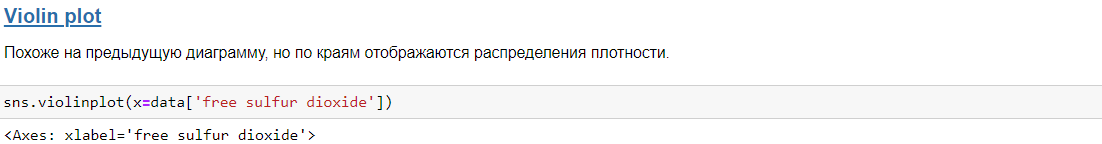 Violin plot
Похоже на предыдущую диаграмму, но по краям отображаются распределения плотности.
sns.violinplot(x=data['free sulfur dioxide'])
<Axes: xlabel='free sulfur dioxide'>